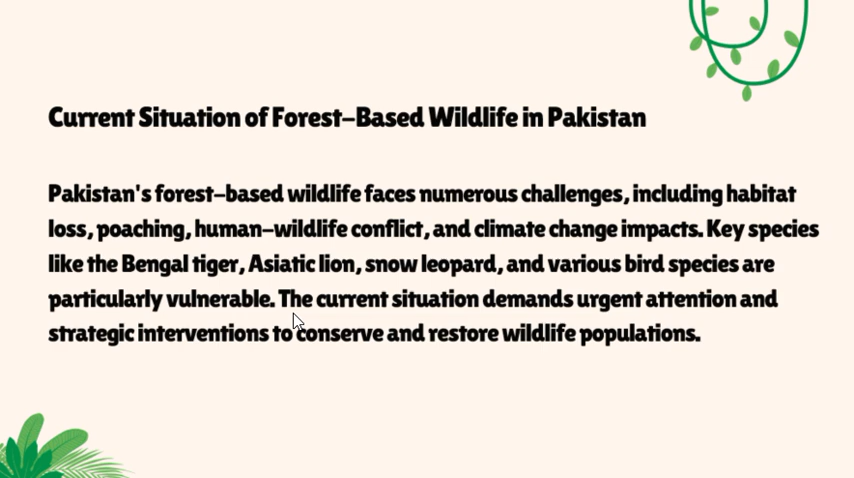 Current Situation of Forest-Based Wildlife in Pakistan
Pakistan's forest-based wildlife faces numerous challenges, including habitat
loss, poaching, human-wildlife conflict, and climate change impacts. Key species
like the Bengal tiger, Asiatic lion, snow leopard, and various bird species are
particularly vulnerable. The current situation demands urgent attention and
strategic interventions to conserve and restore wildlife populations.